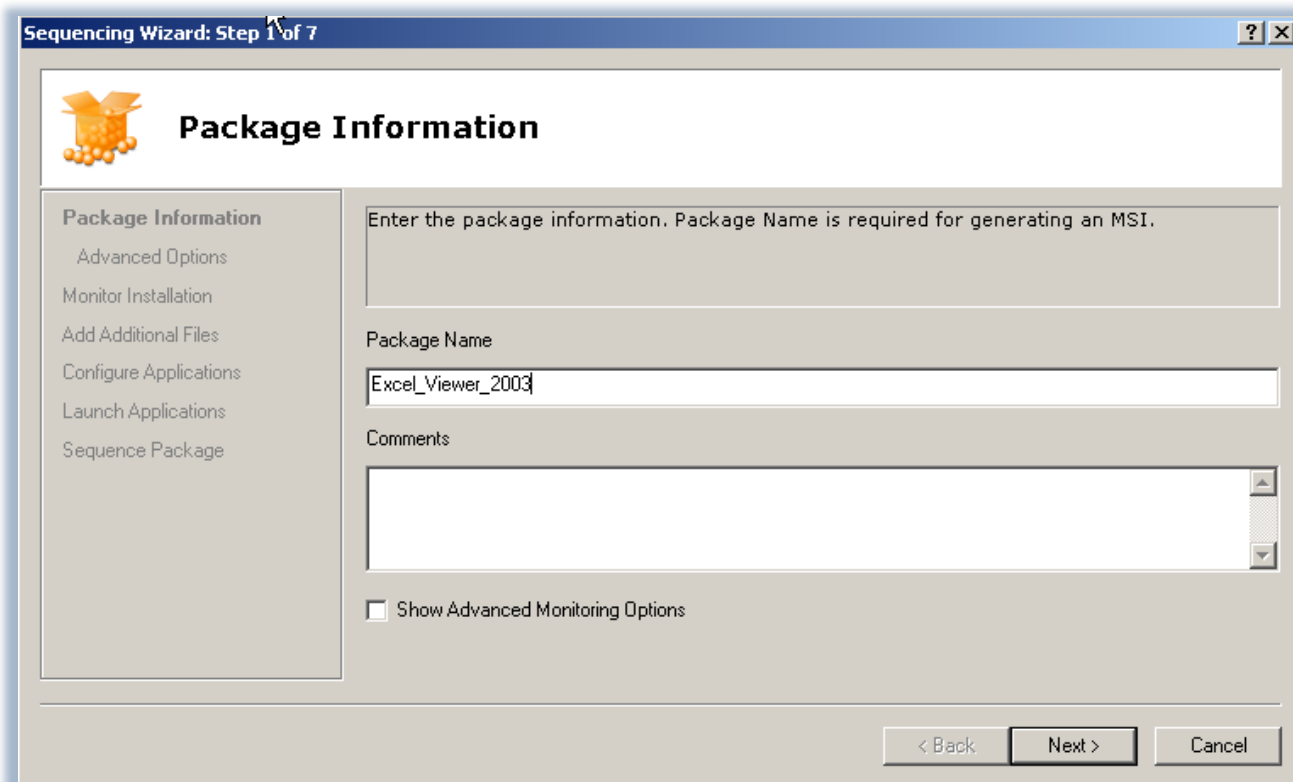 Sequencing Wizard: Step 1 of 7
Package Information
Package Information
Advanced Options
Monitor Installation
Add Additional Files
Configure Applications
Launch Applications
Sequence Package
Enter the package information. Package Name is required for generating an MSI.
Package Name
Excel_Viewer_2003
Comments
Show Advanced Monitoring Options
< Back
Next >
Cancel